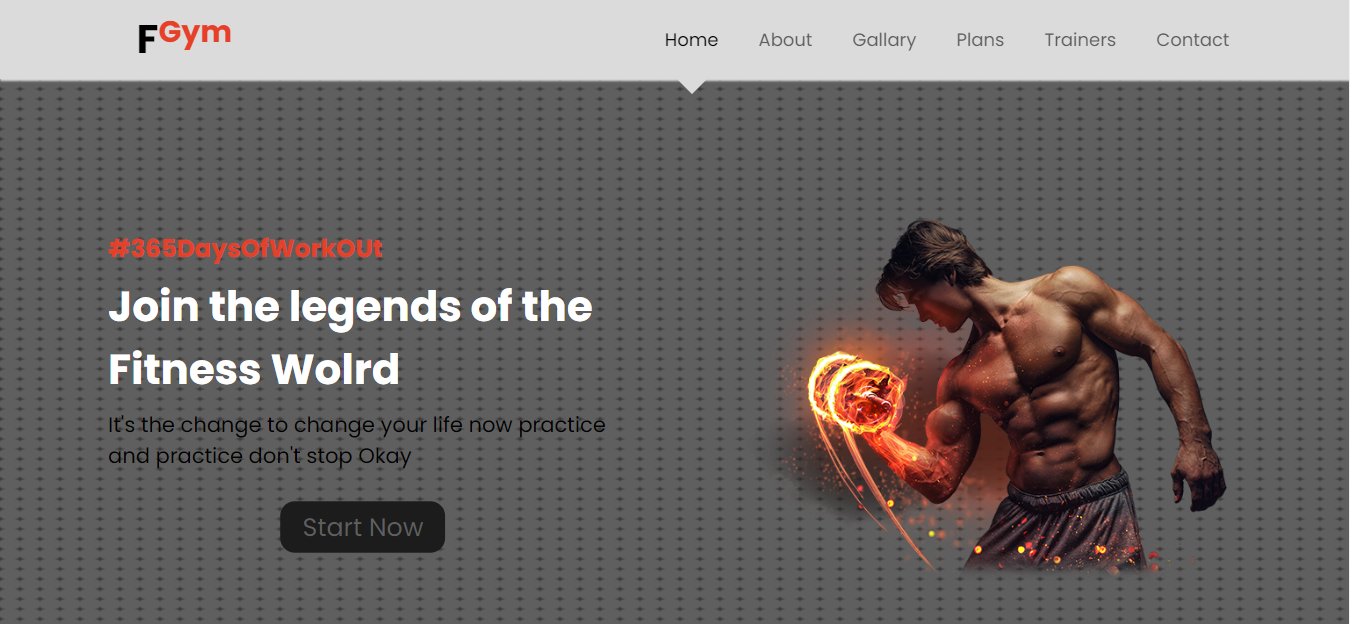 FGym
Home About Gallary Plans Trainers Contact
#365DaysOfWorkOUt
Join the legends of the
Fitness Wolrd
It's the change to change your life now practice
and practice don't stop Okay
Start Now